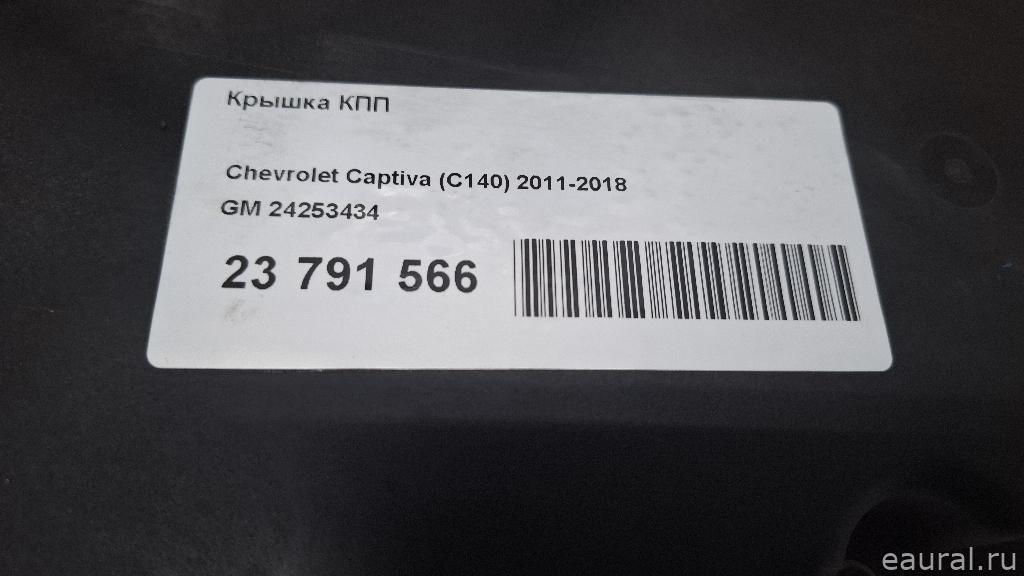 Крышка КПП
Chevrolet Captiva (C140) 2011-2018
GM 24253434
23 791 566
eaural.ru